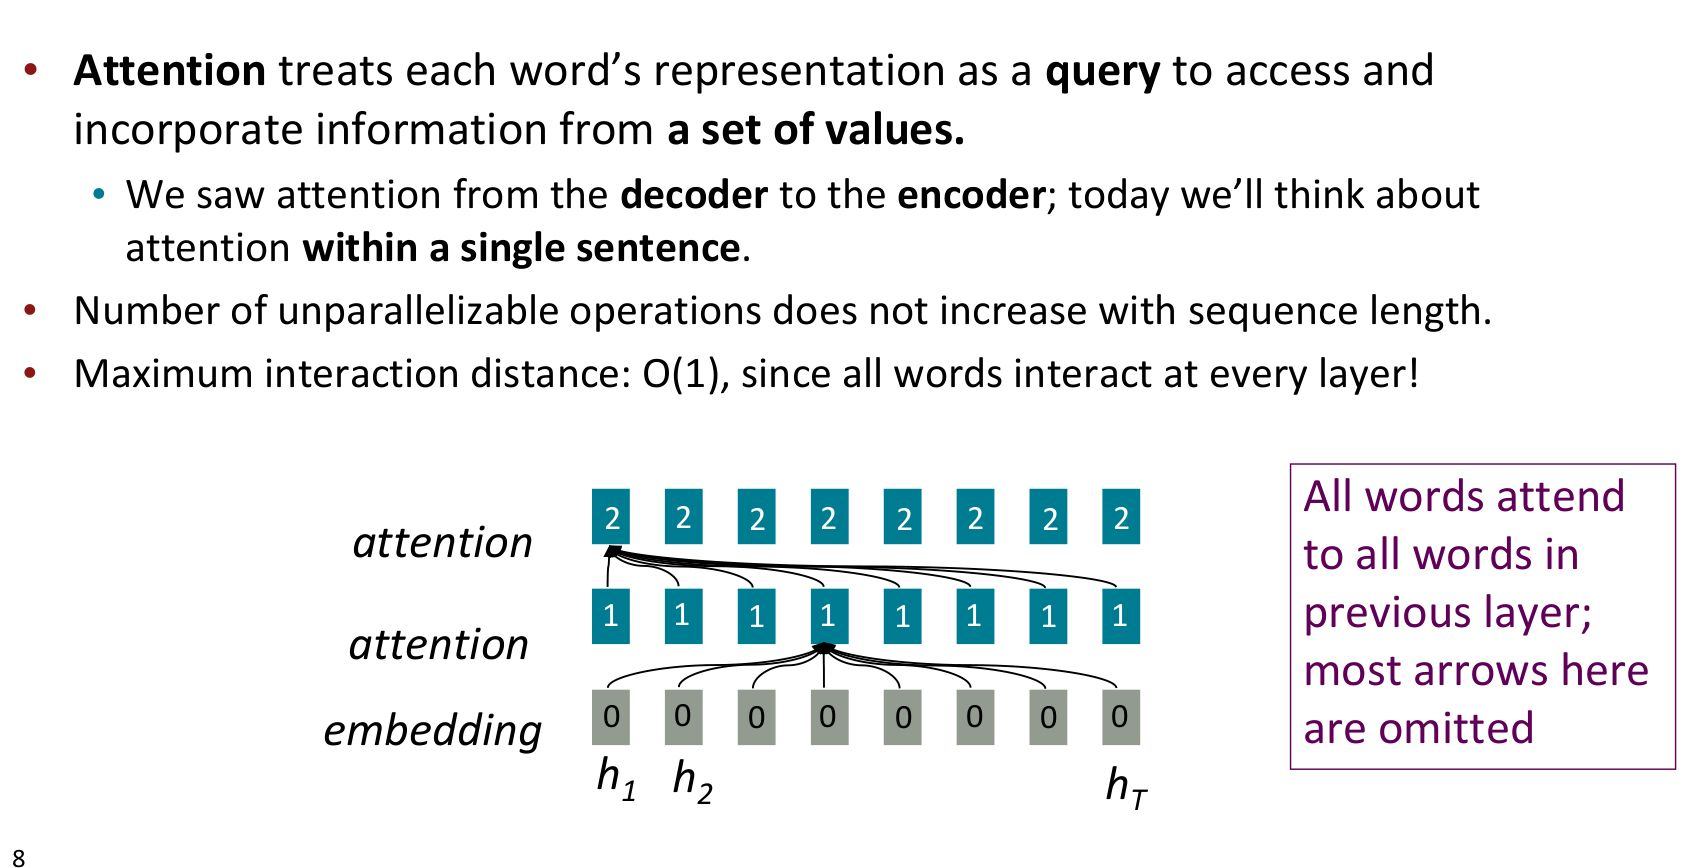 • Attention treats each word’s representation as a query to access and
incorporate information from a set of values.
• We saw attention from the decoder to the encoder; today we’ll think about
attention within a single sentence.
• Number of unparallelizable operations does not increase with sequence length.
• Maximum interaction distance: O(1), since all words interact at every layer!
attention
2 2 2 2 2 2 2 2
attention
1 1 1 1 1 1 1 1
embedding
0 0 0 0 0 0 0 0
h1 h2 hT
All words attend
to all words in
previous layer;
most arrows here
are omitted
8